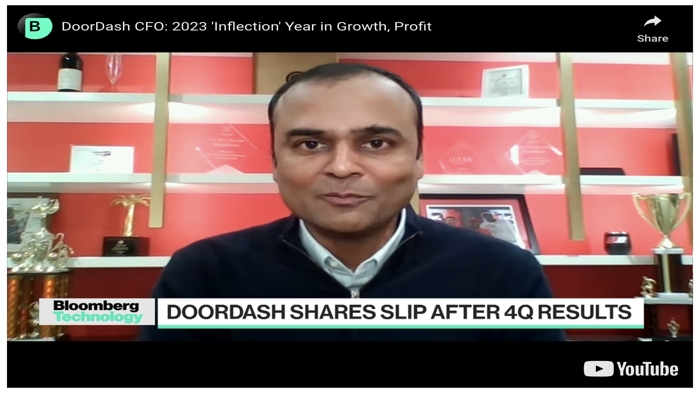 B DoorDash CFO: 2023 'Inflection' Year in Growth, Profit
Share
Bloomberg
Technology
DOORDASH SHARES SLIP AFTER 4Q RESULTS
YouTube